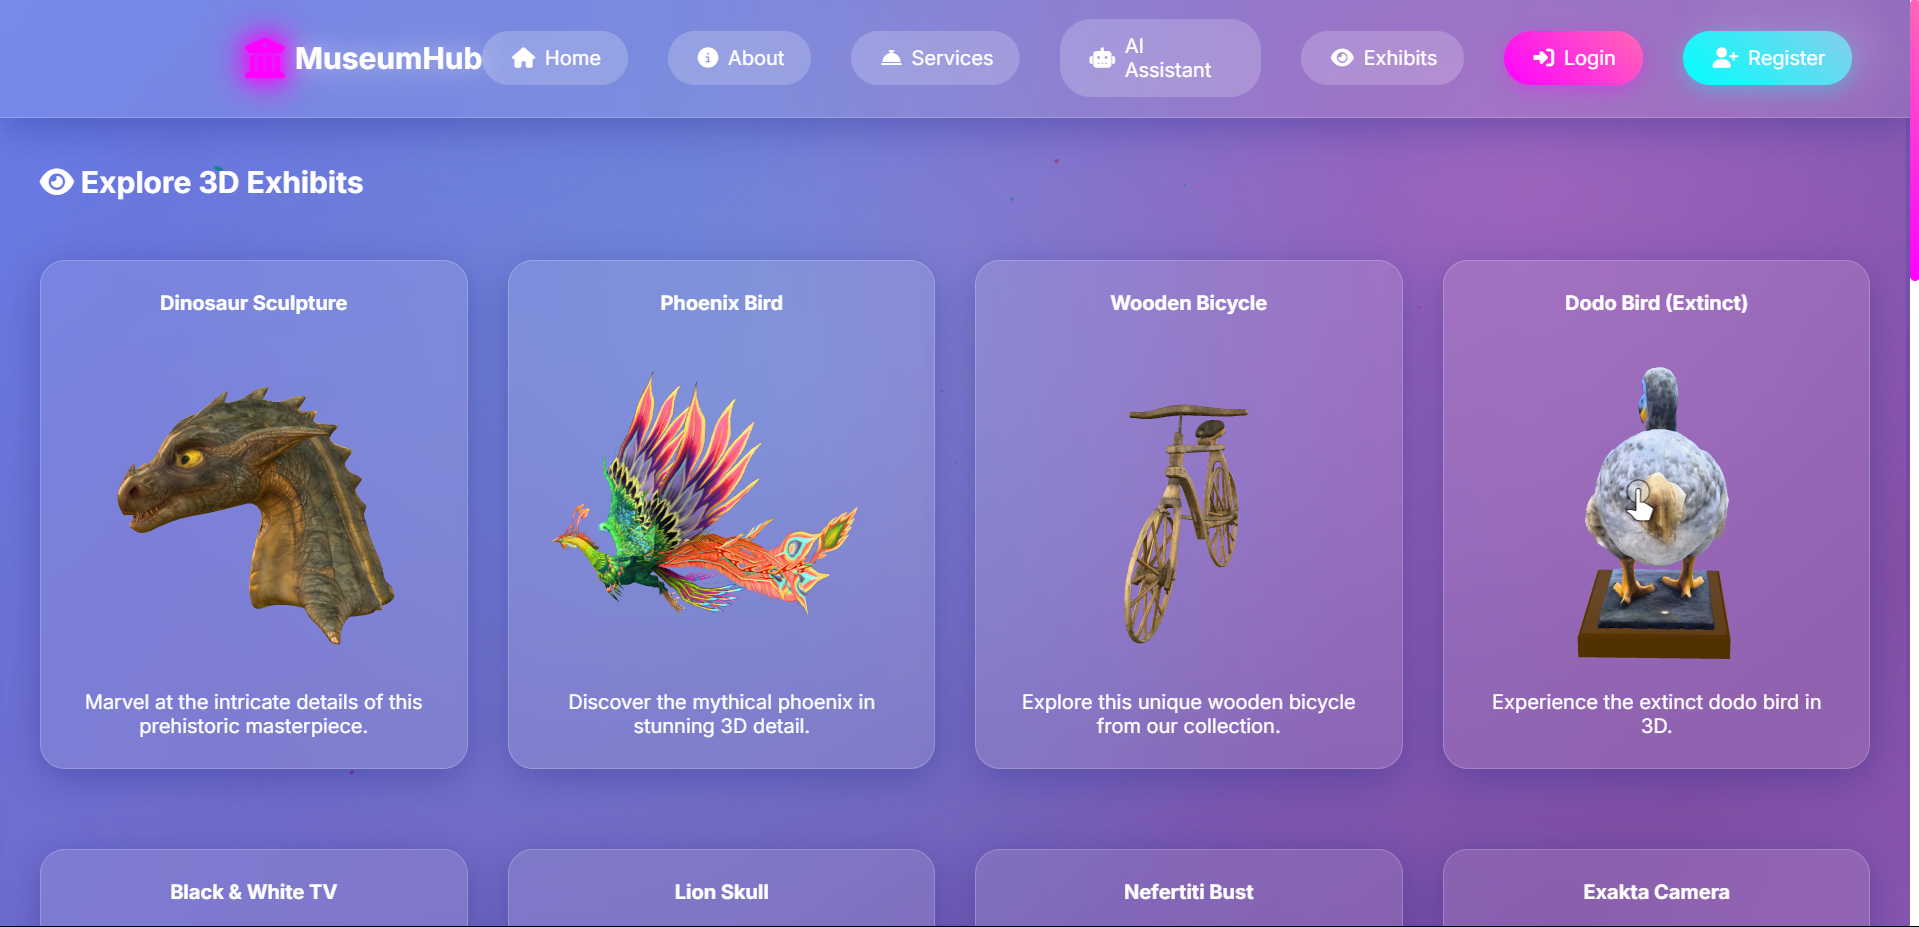 MuseumHub
Home
About
Services
AI
Assistant
Exhibits
Login
Register
Explore 3D Exhibits
Dinosaur Sculpture
Phoenix Bird
Wooden Bicycle
Dodo Bird (Extinct)
Marvel at the intricate details of this
prehistoric masterpiece.
Discover the mythical phoenix in
stunning 3D detail.
Explore this unique wooden bicycle
from our collection.
Experience the extinct dodo bird in
3D.
Black & White TV
Lion Skull
Nefertiti Bust
Exakta Camera